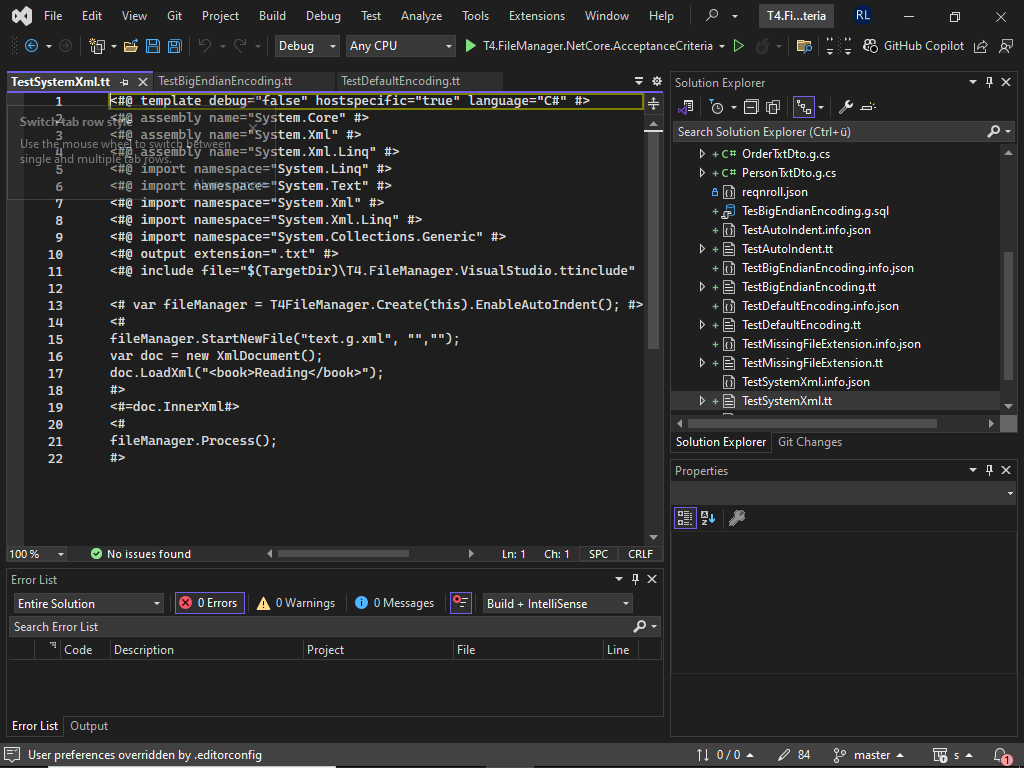 File Edit View Git Project Build Debug Test Analyze Tools Extensions Window Help T4.Fi...teria RL
Debug Any CPU T4.FileManager.NetCore.AcceptanceCriteria GitHub Copilot
TestSystemXml.tt TestBigEndianEncoding.tt TestDefaultEncoding.tt
1 <#@ template debug="false" hostspecific="true" language="C#" #>
2 <#@ assembly name="System.Core" #>
3 <#@ assembly name="System.Xml" #>
4 <#@ assembly name="System.Xml.Linq" #>
5 <#@ import namespace="System.Linq" #>
6 <#@ import namespace="System.Text" #>
7 <#@ import namespace="System.Xml" #>
8 <#@ import namespace="System.Xml.Linq" #>
9 <#@ import namespace="System.Collections.Generic" #>
10 <#@ output extension=".txt" #>
11 <#@ include file="$(TargetDir)\T4.FileManager.VisualStudio.ttinclude"
12
13 <# var fileManager = T4FileManager.Create(this).EnableAutoIndent(); #>
14 <#
15 fileManager.StartNewFile("text.g.xml", "","");
16 var doc = new XmlDocument();
17 doc.LoadXml("<book>Reading</book>");
18 #>
19 <#=doc.InnerXml#>
20 <#
21 fileManager.Process();
22 #>
Switch tab row style
Use the mouse wheel to switch between
single and multiple tab rows.
100 % No issues found Ln: 1 Ch: 1 SPC CRLF
Error List
Entire Solution 0 Errors 0 Warnings 0 Messages Build + IntelliSense
Search Error List
Code Description Project File Line
Error List Output
Solution Explorer
Search Solution Explorer (Ctrl+ü)
C# OrderTxtDto.g.cs
C# PersonTxtDto.g.cs
reqnroll.json
TesBigEndianEncoding.g.sql
TestAutoIndent.info.json
TestAutoIndent.tt
TestBigEndianEncoding.info.json
TestBigEndianEncoding.tt
TestDefaultEncoding.info.json
TestDefaultEncoding.tt
TestMissingFileExtension.info.json
TestMissingFileExtension.tt
TestSystemXml.info.json
TestSystemXml.tt
Solution Explorer Git Changes
Properties
User preferences overridden by .editorconfig 0 / 0 84 master s 1